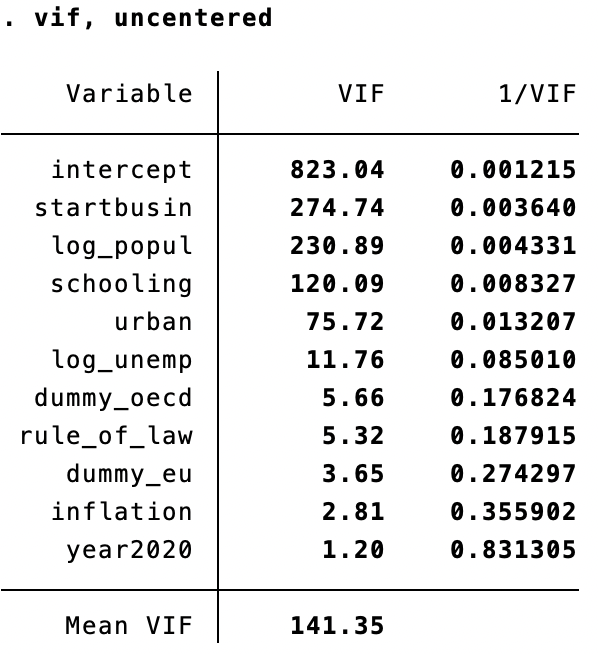 . vif, uncentered
Variable VIF 1/VIF
intercept 823.04 0.001215
startbusin 274.74 0.003640
log_popul 230.89 0.004331
schooling 120.09 0.008327
urban 75.72 0.013207
log_unemp 11.76 0.085010
dummy_oecd 5.66 0.176824
rule_of_law 5.32 0.187915
dummy_eu 3.65 0.274297
inflation 2.81 0.355902
year2020 1.20 0.831305
Mean VIF 141.35